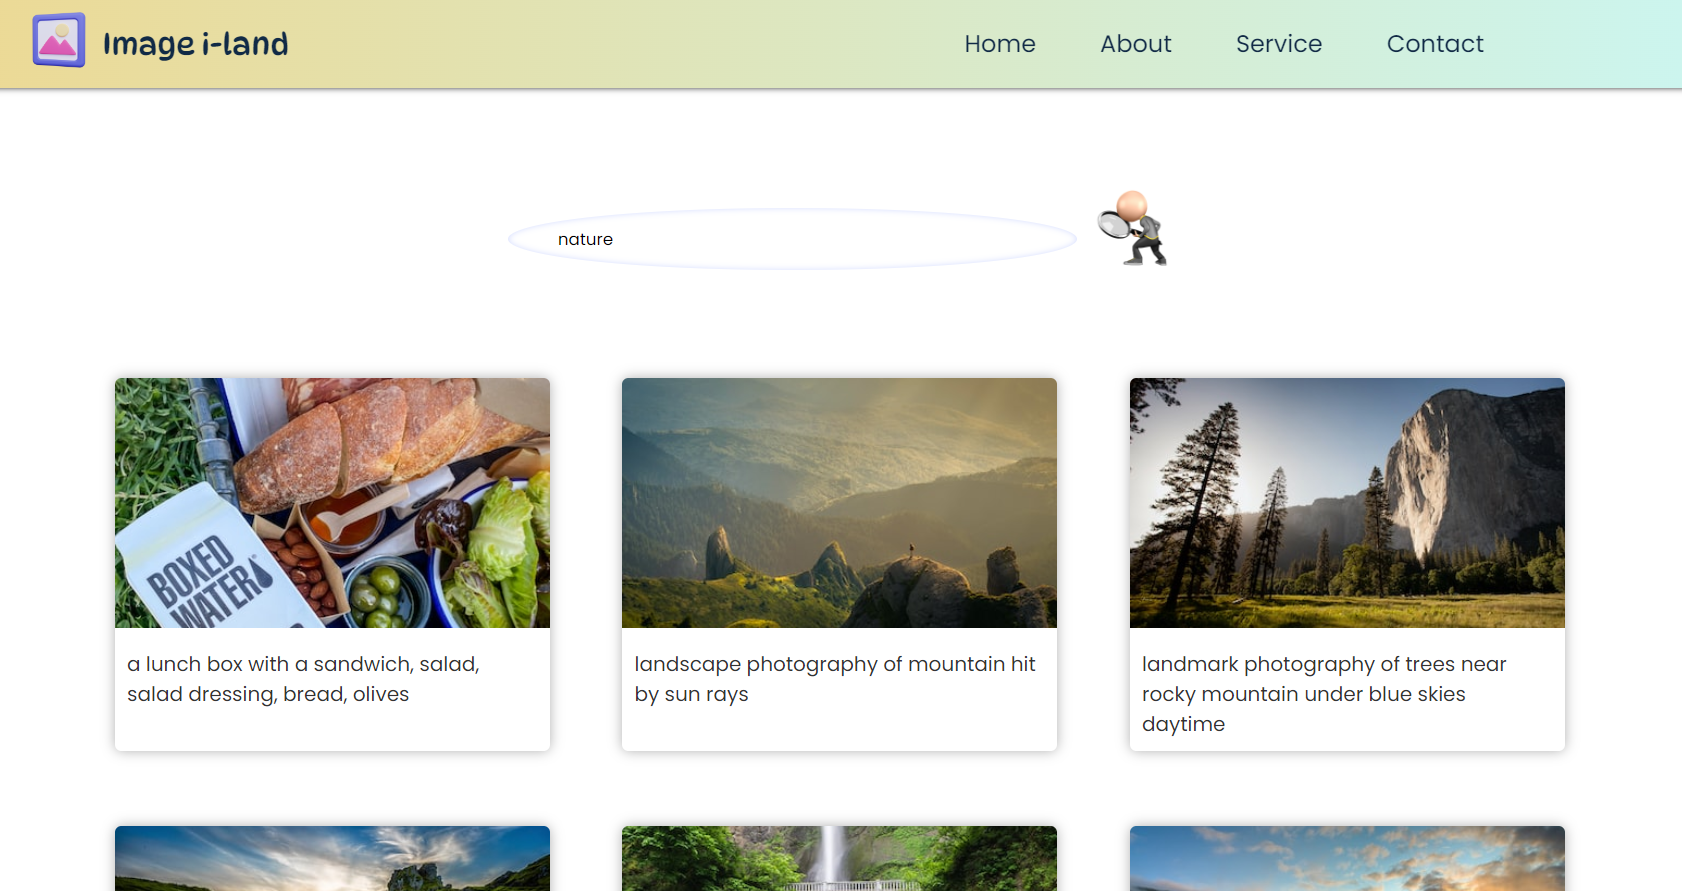 Image i-land
Home About Service Contact
nature
BOXED
WATER
a lunch box with a sandwich, salad,
salad dressing, bread, olives
landscape photography of mountain hit
by sun rays
landmark photography of trees near
rocky mountain under blue skies
daytime